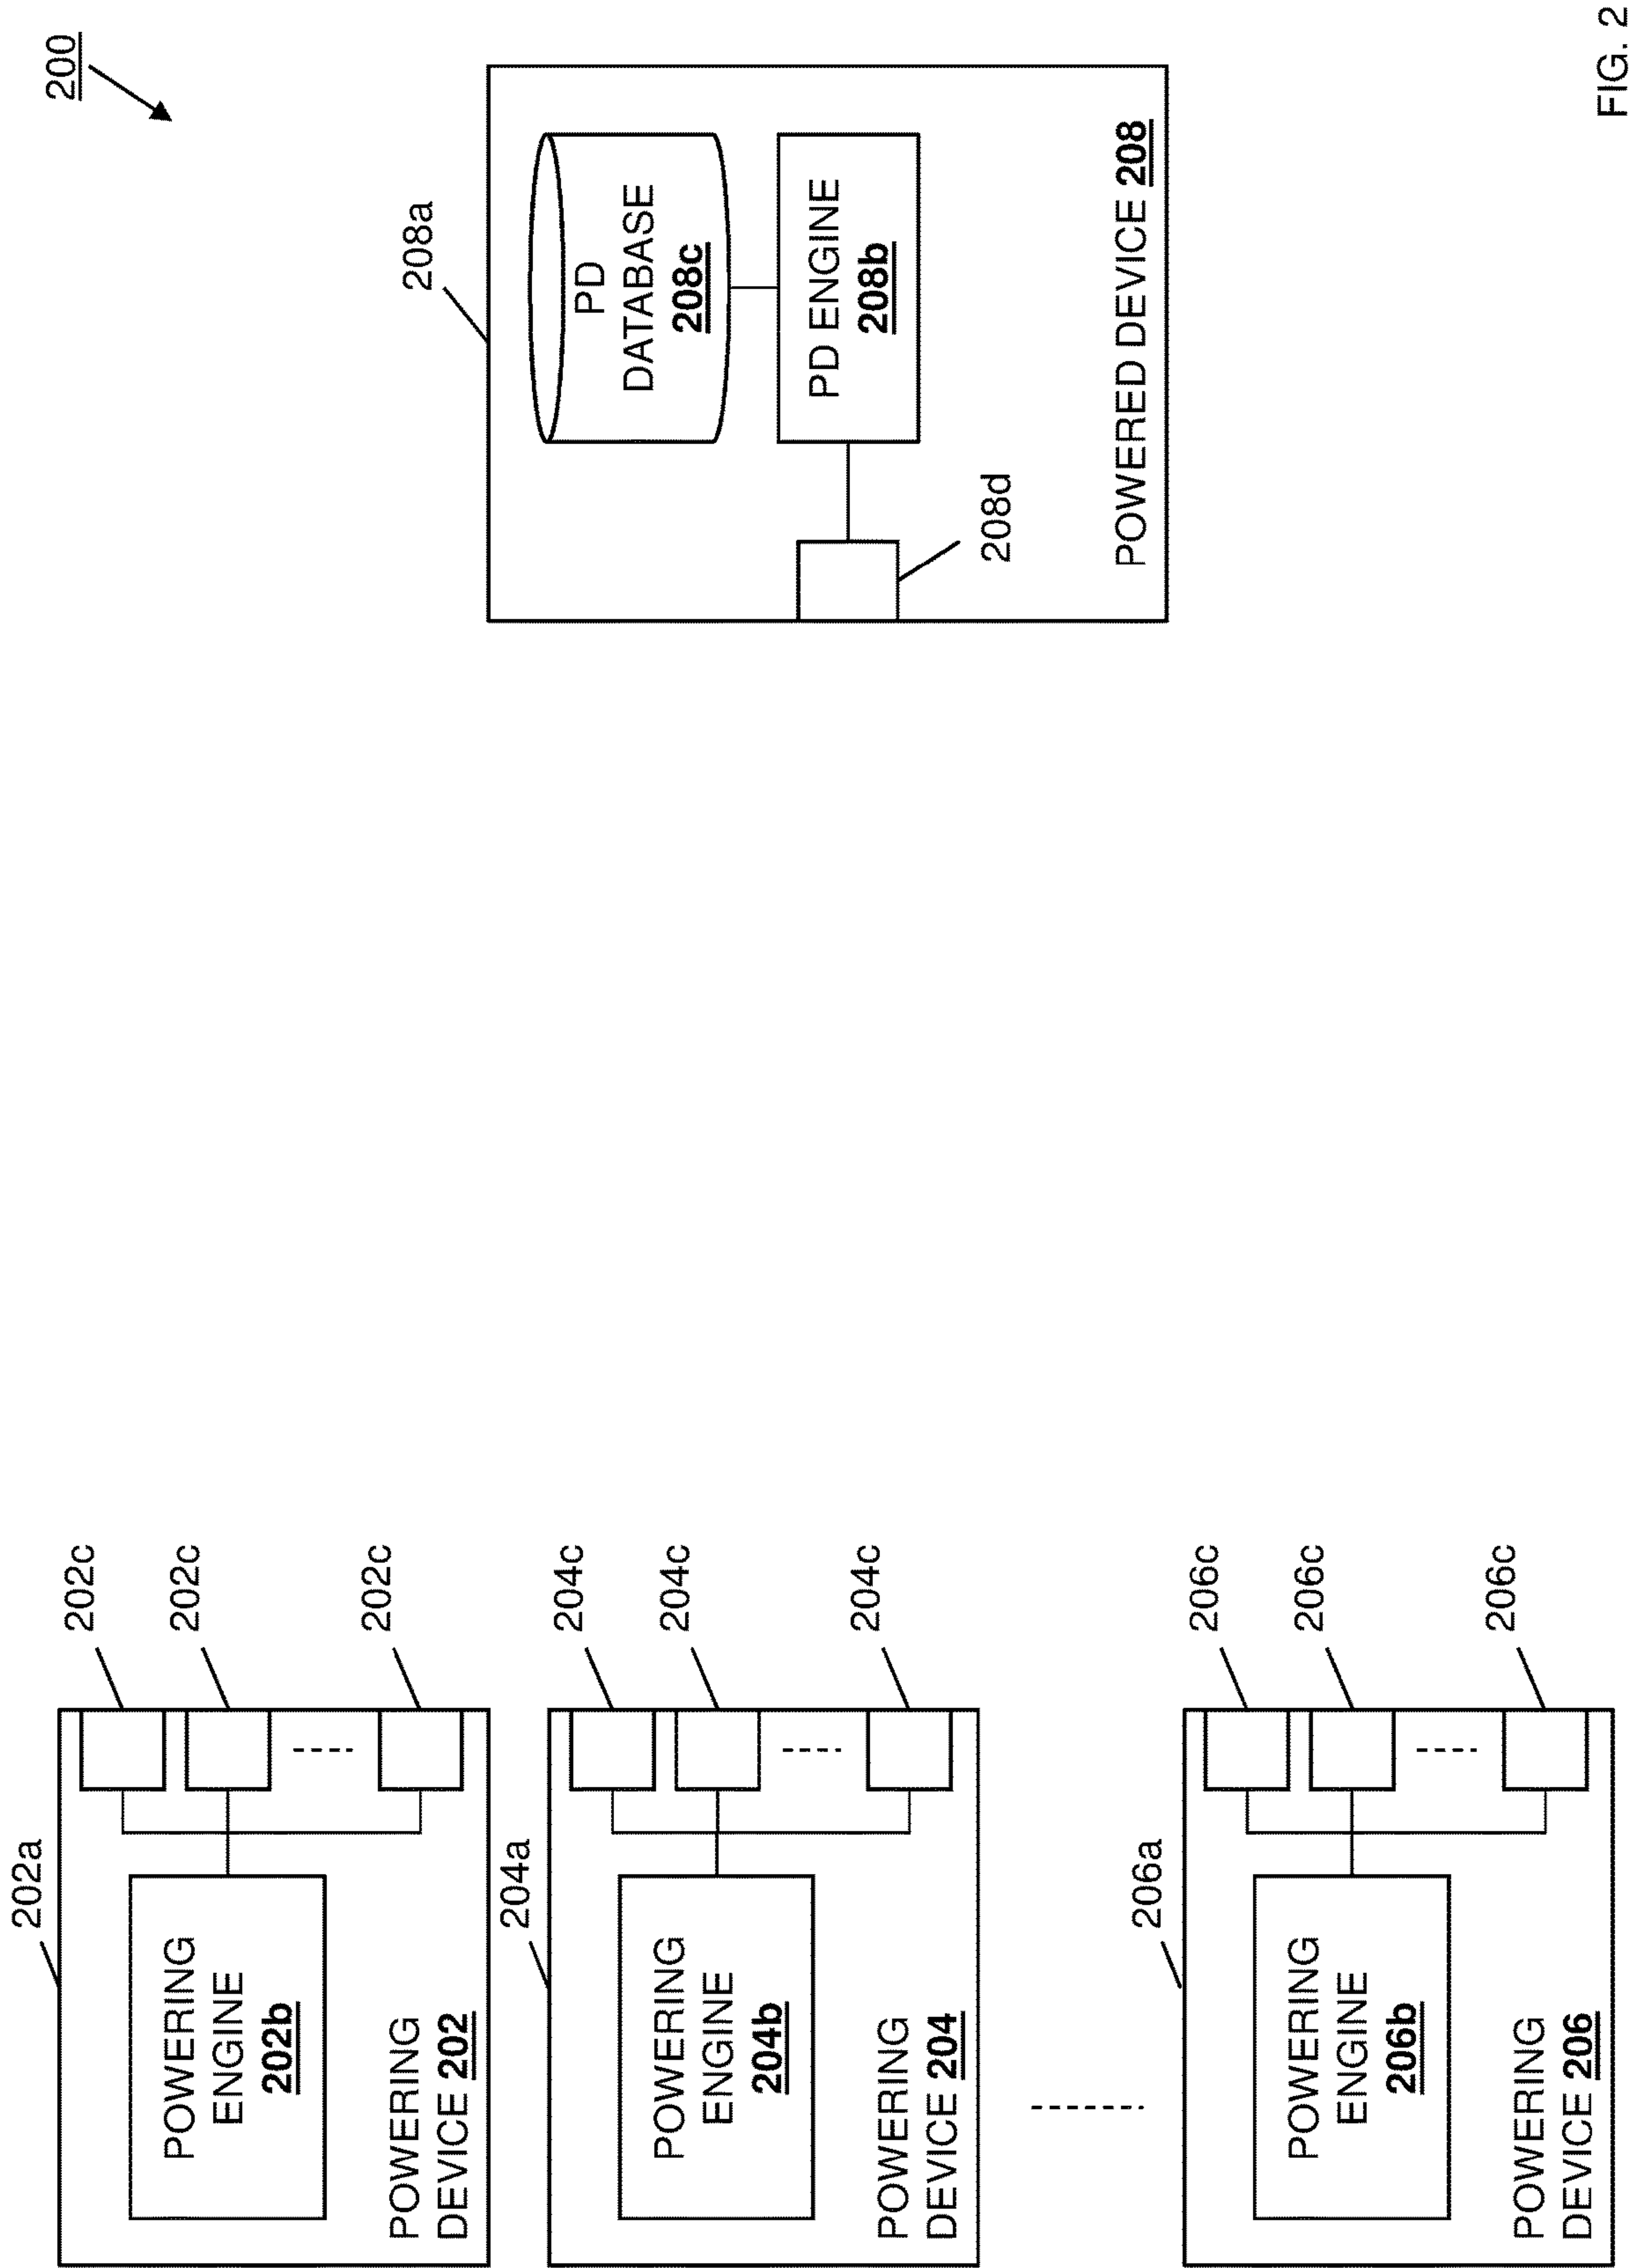 200
202a
202c
POWERING
ENGINE
202b
202c
202c
POWERING
DEVICE 202
204a
204c
POWERING
ENGINE
204b
204c
204c
POWERING
DEVICE 204
206a
206c
POWERING
ENGINE
206b
206c
206c
POWERING
DEVICE 206
208a
PD
DATABASE
208c
PD ENGINE
208b
208d
POWERED DEVICE 208
FIG. 2